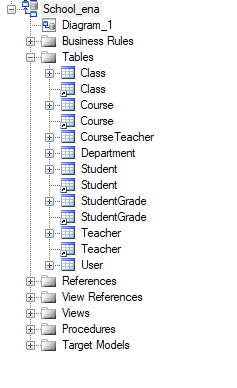 School_ena
Diagram_1
Business Rules
Tables
Class
Class
Course
Course
CourseTeacher
Department
Student
Student
StudentGrade
StudentGrade
Teacher
Teacher
User
References
View References
Views
Procedures
Target Models